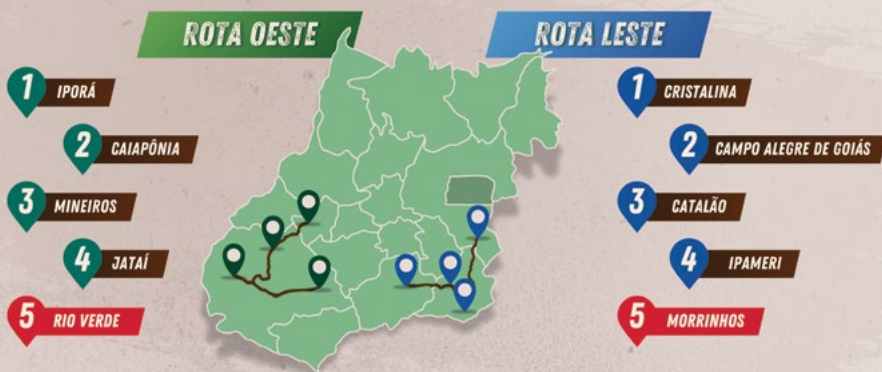 ROTA OESTE
1 IPORÁ
2 CAIAPÔNIA
3 MINEIROS
4 JATAÍ
5 RIO VERDE
ROTA LESTE
1 CRISTALINA
2 CAMPO ALEGRE DE GOIÁS
3 CATALÃO
4 IPAMERI
5 MORRINHOS